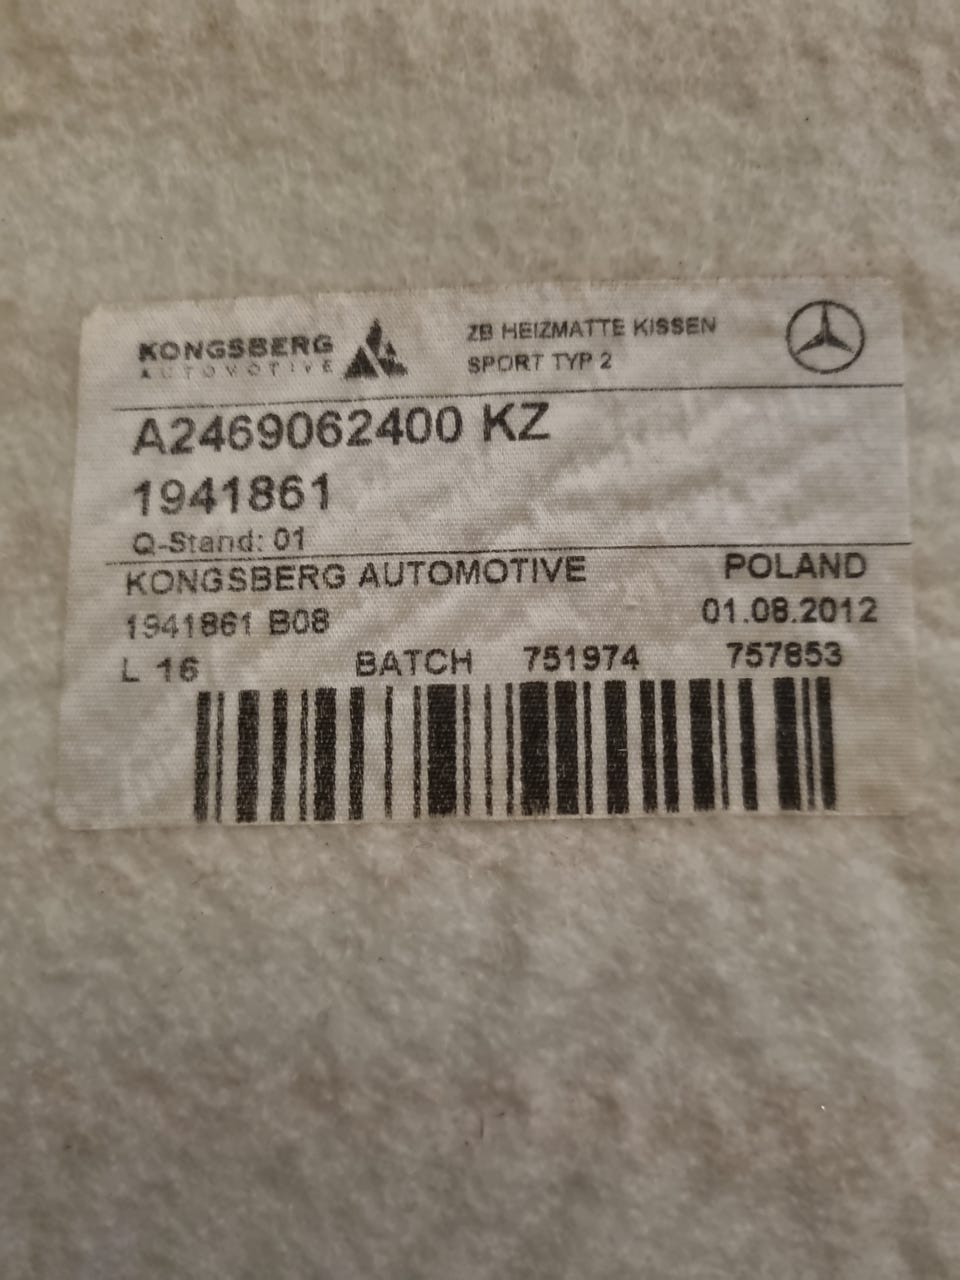 KONGSBERG
AUTOMOTIVE
ZB HEIZMATTE KISSEN
SPORT TYP 2
A2469062400 KZ
1941861
Q-Stand: 01
KONGSBERG AUTOMOTIVE POLAND
1941861 B08 01.08.2012
L 16 BATCH 751974 757853